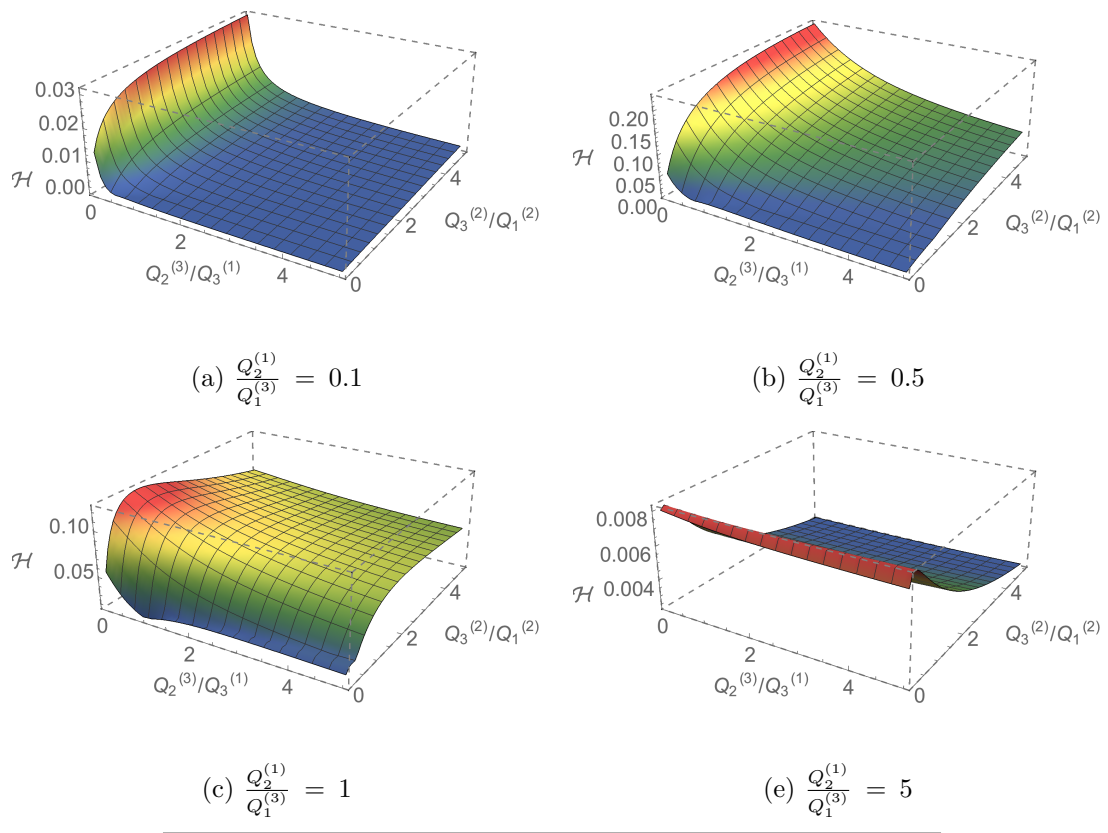 0.03
0.02
0.01
0.00
ℋ
0
2
4
Q₂⁽³⁾/Q₃⁽¹⁾
0
2
4
Q₃⁽²⁾/Q₁⁽²⁾
0.20
0.15
0.10
0.05
0.00
ℋ
0
2
4
Q₂⁽³⁾/Q₃⁽¹⁾
0
2
4
Q₃⁽²⁾/Q₁⁽²⁾
(a) Q₂⁽¹⁾/Q₁⁽³⁾ = 0.1
(b) Q₂⁽¹⁾/Q₁⁽³⁾ = 0.5
0.10
0.05
ℋ
0
2
4
Q₂⁽³⁾/Q₃⁽¹⁾
0
2
4
Q₃⁽²⁾/Q₁⁽²⁾
0.008
0.006
0.004
ℋ
0
2
4
Q₂⁽³⁾/Q₃⁽¹⁾
0
2
4
Q₃⁽²⁾/Q₁⁽²⁾
(c) Q₂⁽¹⁾/Q₁⁽³⁾ = 1
(e) Q₂⁽¹⁾/Q₁⁽³⁾ = 5